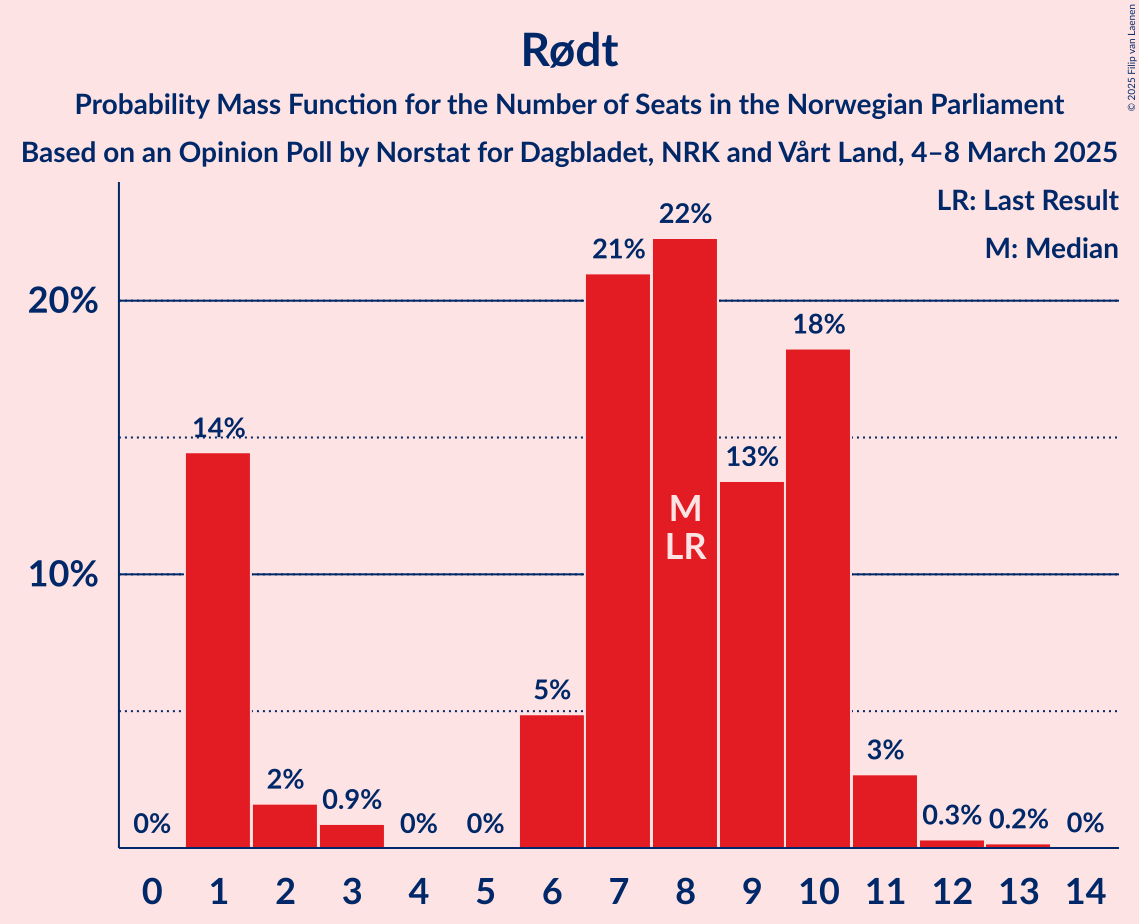 Rødt
Probability Mass Function for the Number of Seats in the Norwegian Parliament
Based on an Opinion Poll by Norstat for Dagbladet, NRK and Vårt Land, 4–8 March 2025
© 2025 Filip van Laenen
LR: Last Result
M: Median
22%
21%
20%
18%
14%
13%
M
LR
10%
5%
3%
2%
0.9%
0%
0%
0%
0.3%
0.2%
0%
0 1 2 3 4 5 6 7 8 9 10 11 12 13 14